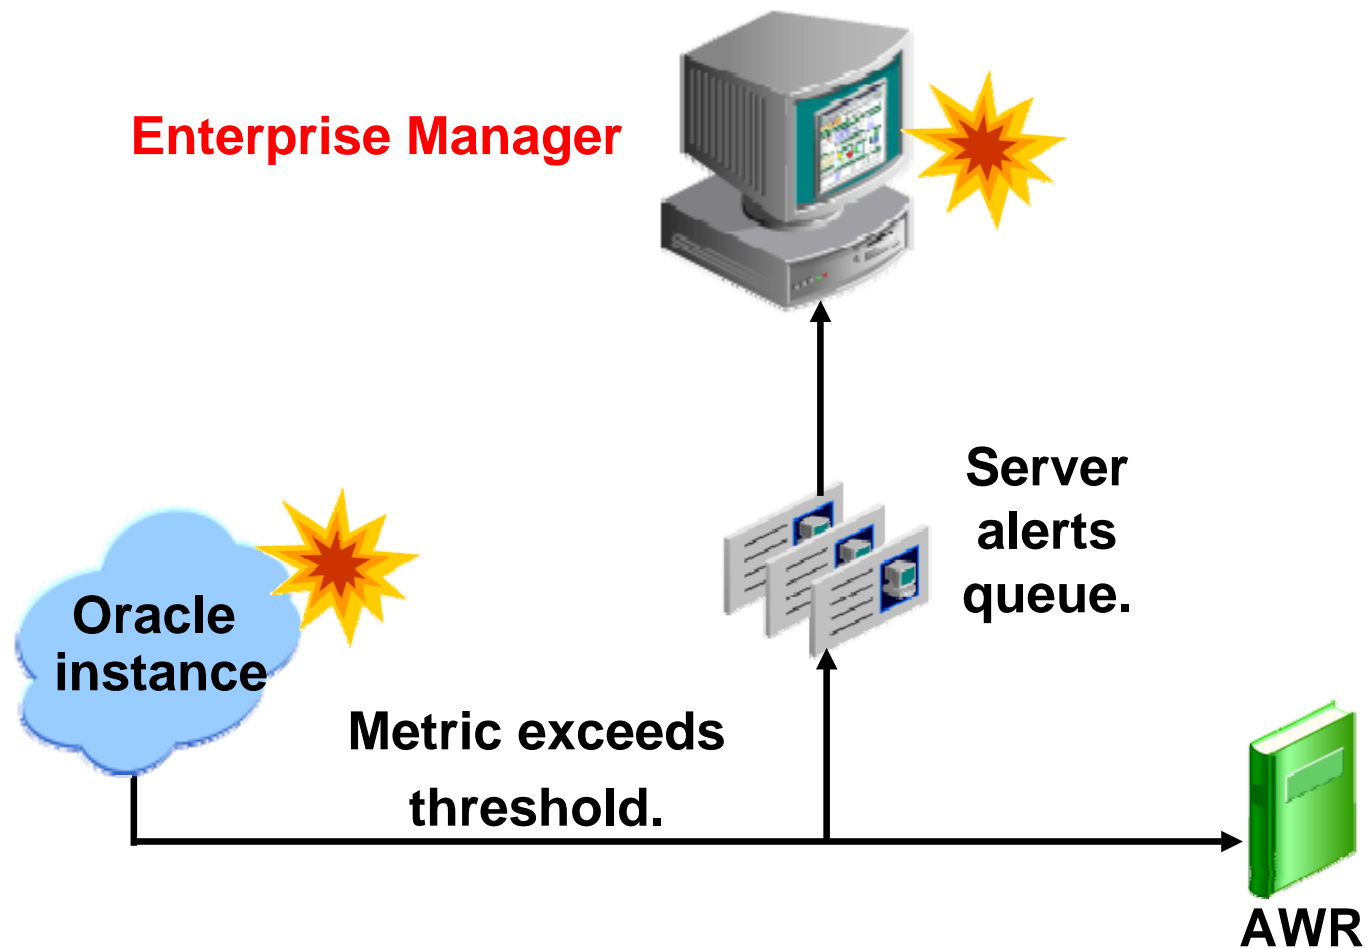 Enterprise Manager
Server
alerts
queue.
Oracle
instance
Metric exceeds
threshold.
AWR